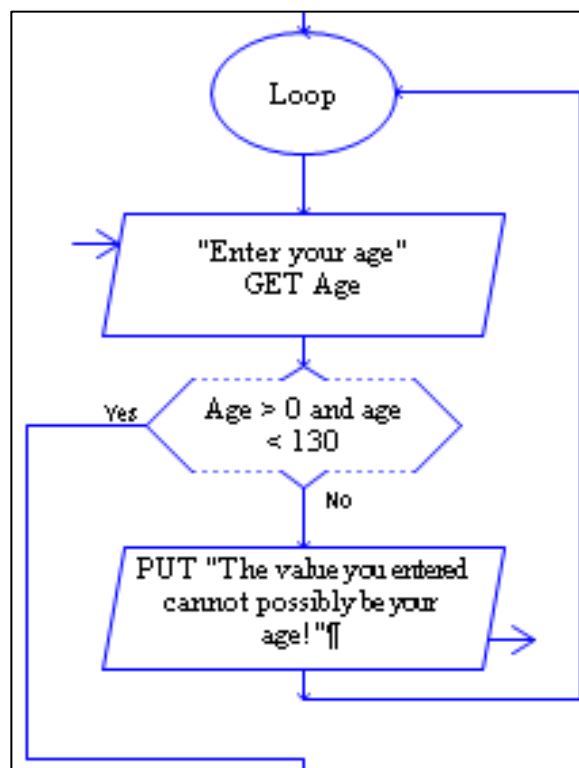 Loop
"Enter your age"
GET Age
Yes
Age > 0 and age
< 130
No
PUT "The value you entered
cannot possibly be your
age!"¶